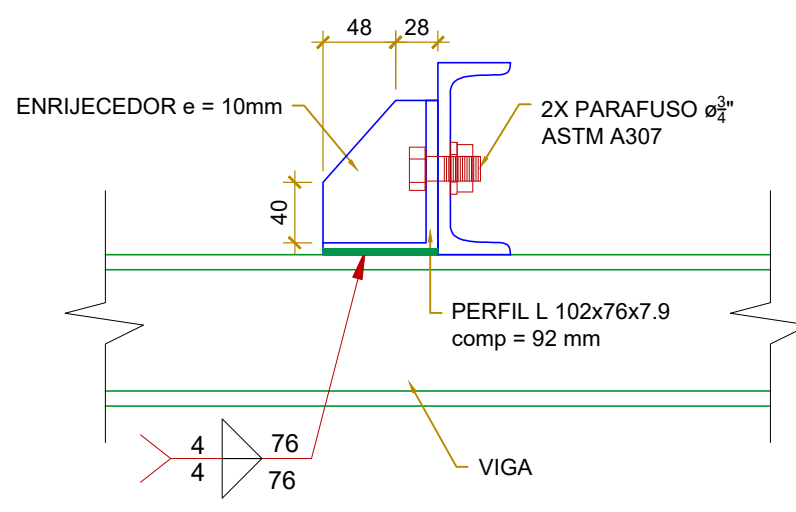 48 28
ENRIJECEDOR e = 10mm
2X PARAFUSO ø3/4"
ASTM A307
40
PERFIL L 102x76x7.9
comp = 92 mm
4 76
4 76
VIGA